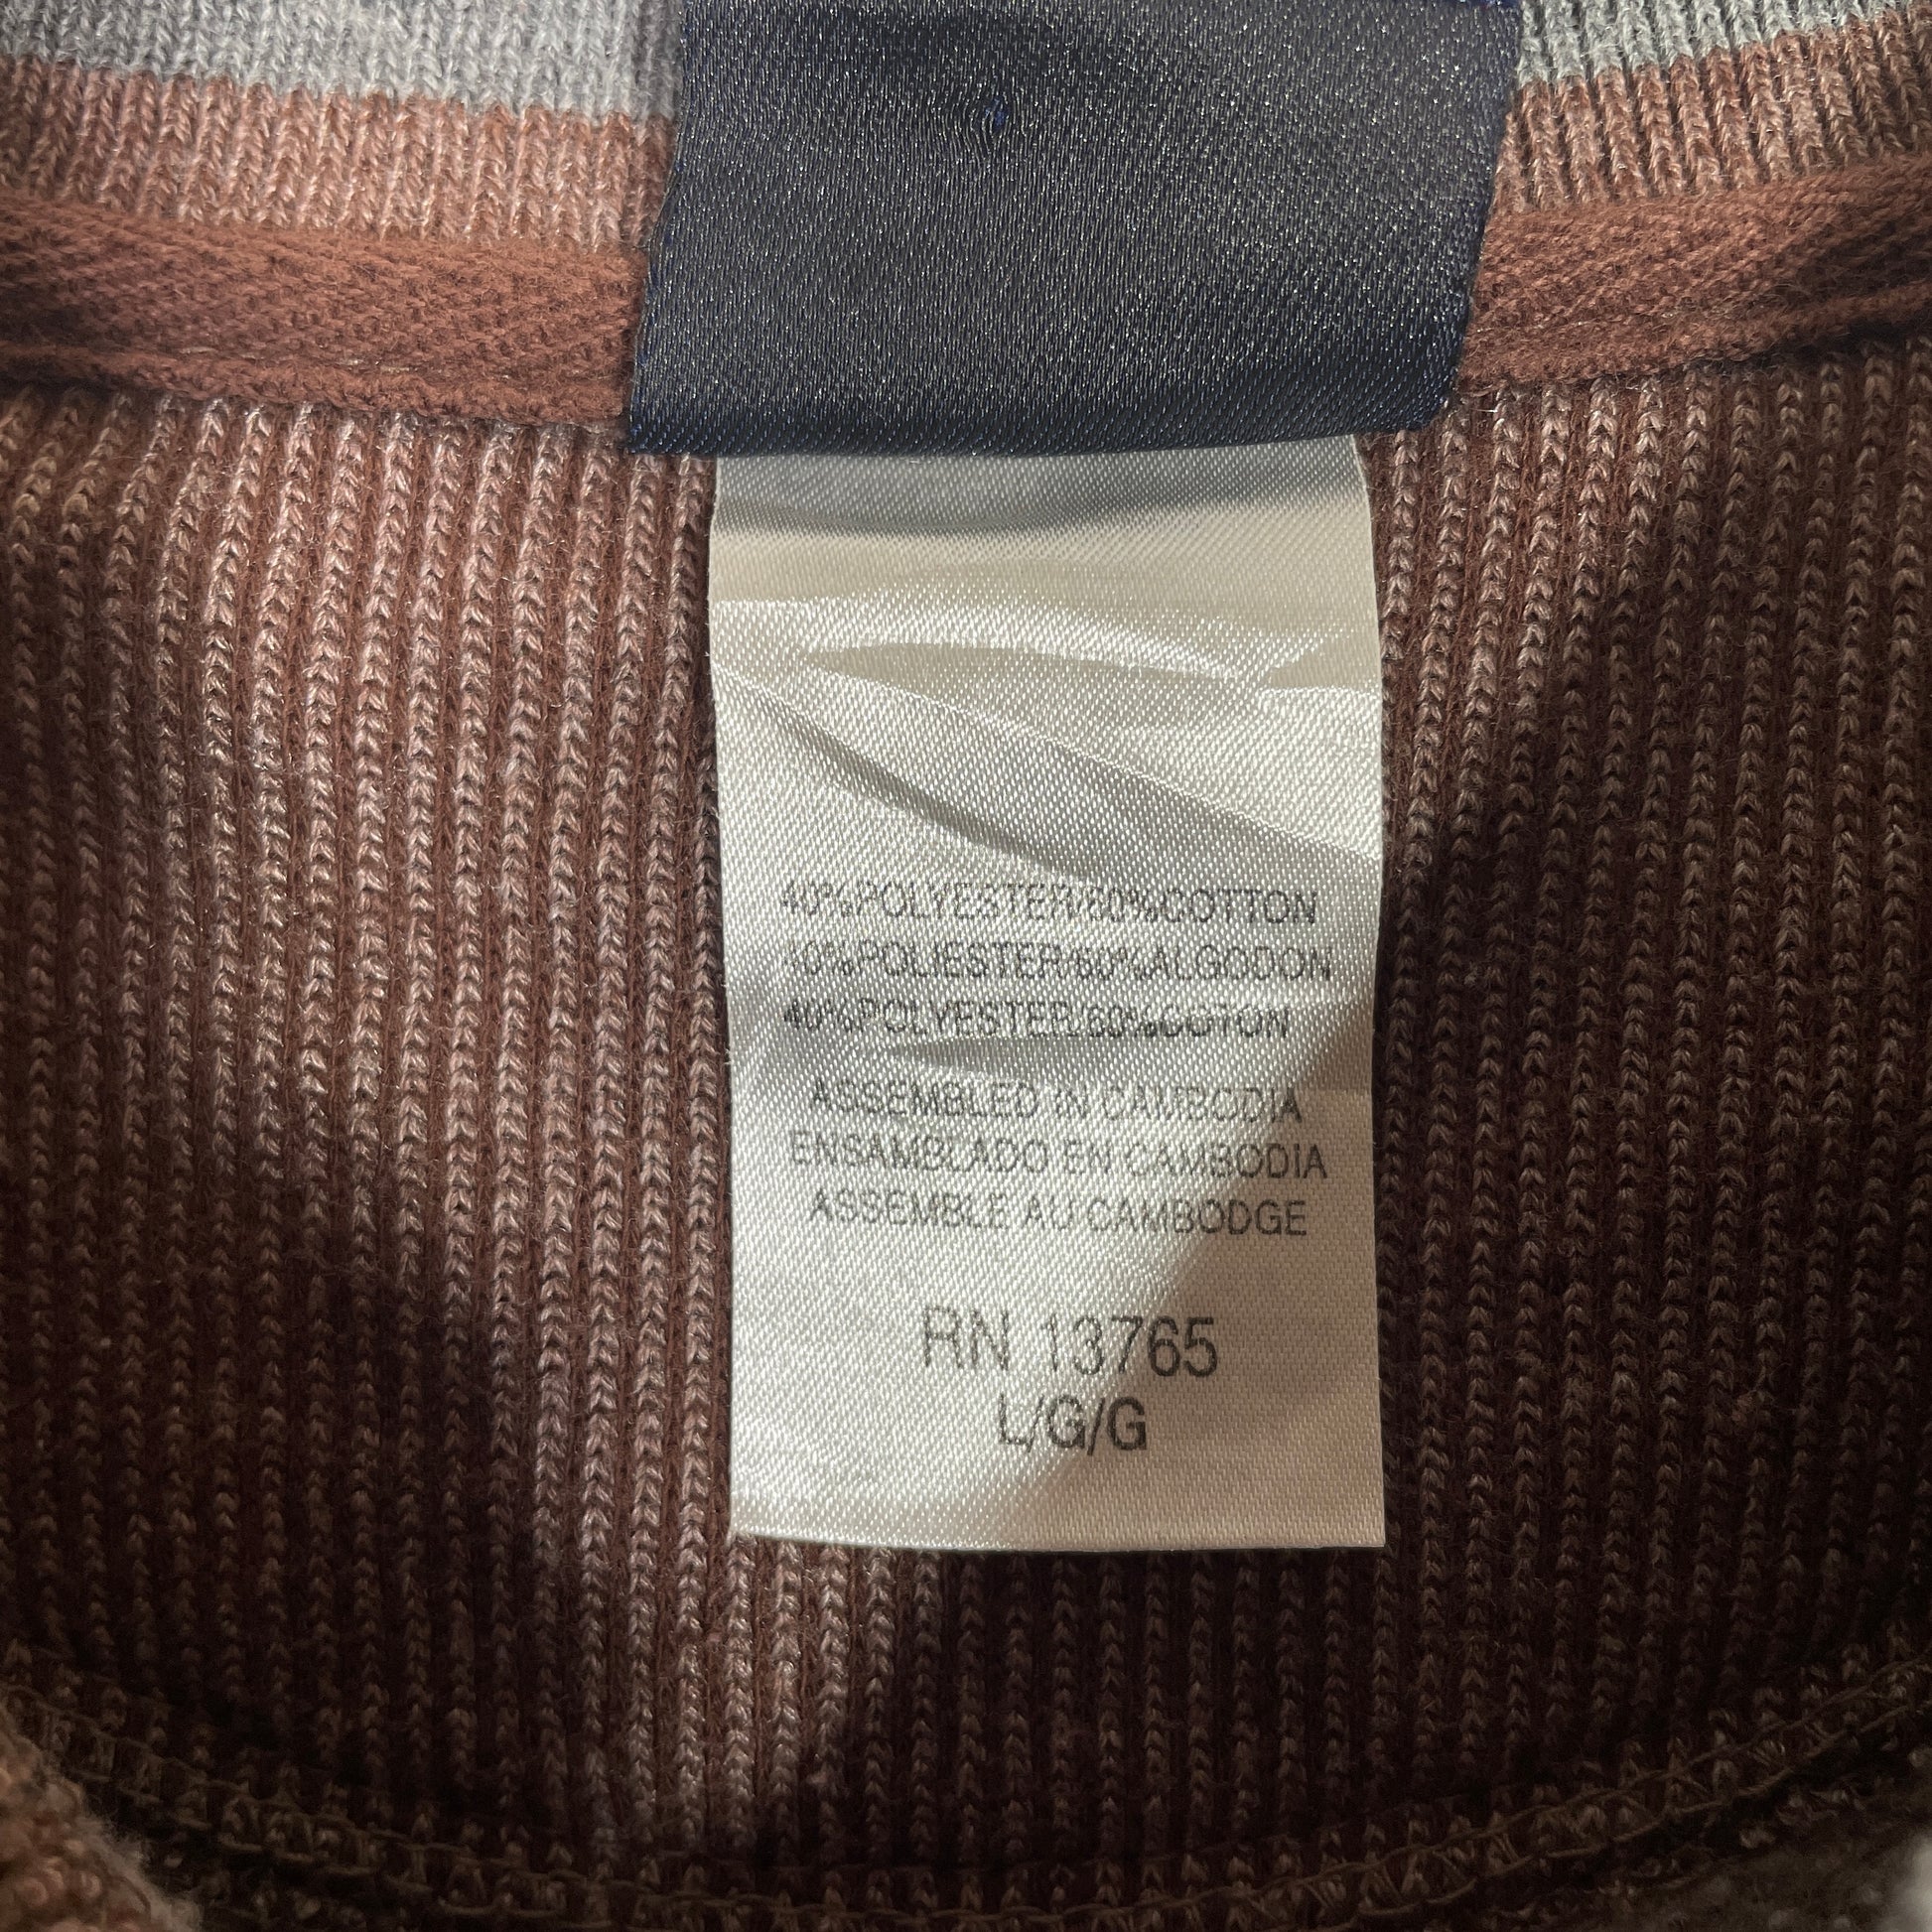 40%POLYESTER/60%COTTON
40%POLIESTER/60%ALGODON
40%POLYESTER/60%COTON
ASSEMBLED IN CAMBODIA
ENSAMBLADO EN CAMBODIA
ASSEMBLE AU CAMBODGE
RN 13765
L/G/G